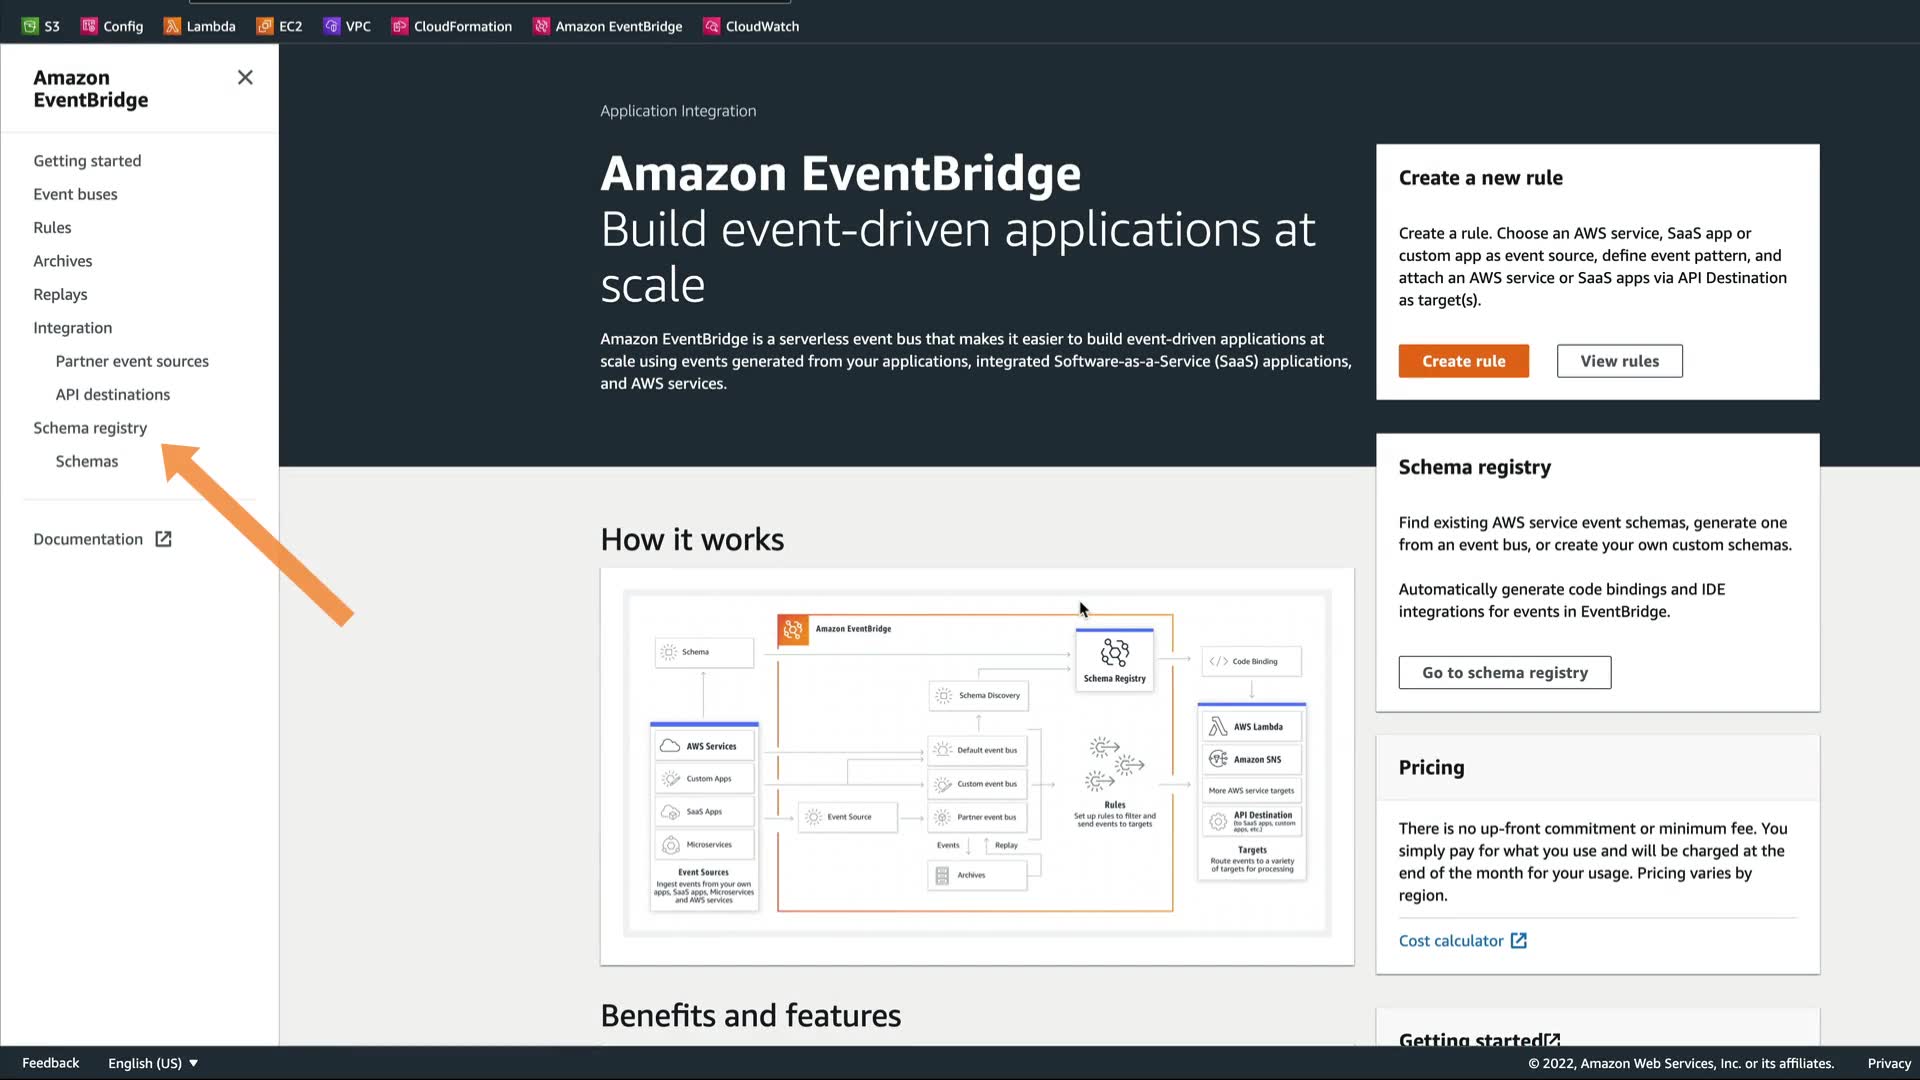 S3 Config Lambda EC2 VPC CloudFormation Amazon EventBridge CloudWatch
Amazon
EventBridge
Getting started
Event buses
Rules
Archives
Replays
Integration
Partner event sources
API destinations
Schema registry
Schemas
Documentation
Application Integration
Amazon EventBridge
Build event-driven applications at
scale
Amazon EventBridge is a serverless event bus that makes it easier to build event-driven applications at
scale using events generated from your applications, integrated Software-as-a-Service (SaaS) applications,
and AWS services.
Create a new rule
Create a rule. Choose an AWS service, SaaS app or
custom app as event source, define event pattern, and
attach an AWS service or SaaS apps via API Destination
as target(s).
Create rule View rules
Schema registry
Find existing AWS service event schemas, generate one
from an event bus, or create your own custom schemas.
Automatically generate code bindings and IDE
integrations for events in EventBridge.
Go to schema registry
How it works
Amazon EventBridge
Schema
Schema Registry
Code Binding
Schema Discovery
AWS Services
Custom Apps
SaaS Apps
Microservices
Event Sources
Ingest events from your own
apps, SaaS apps, Microservices
and AWS services
Event Source
Default event bus
Custom event bus
Partner event bus
Events Replay
Archives
Rules
Set up rules to filter and
send events to targets
AWS Lambda
Amazon SNS
More AWS service targets
API Destination
(to SaaS apps, custom
apps, etc.)
Targets
Route events to a variety
of targets for processing
Pricing
There is no up-front commitment or minimum fee. You
simply pay for what you use and will be charged at the
end of the month for your usage. Pricing varies by
region.
Cost calculator
Benefits and features
Getting started
Feedback English (US) © 2022, Amazon Web Services, Inc. or its affiliates. Privacy